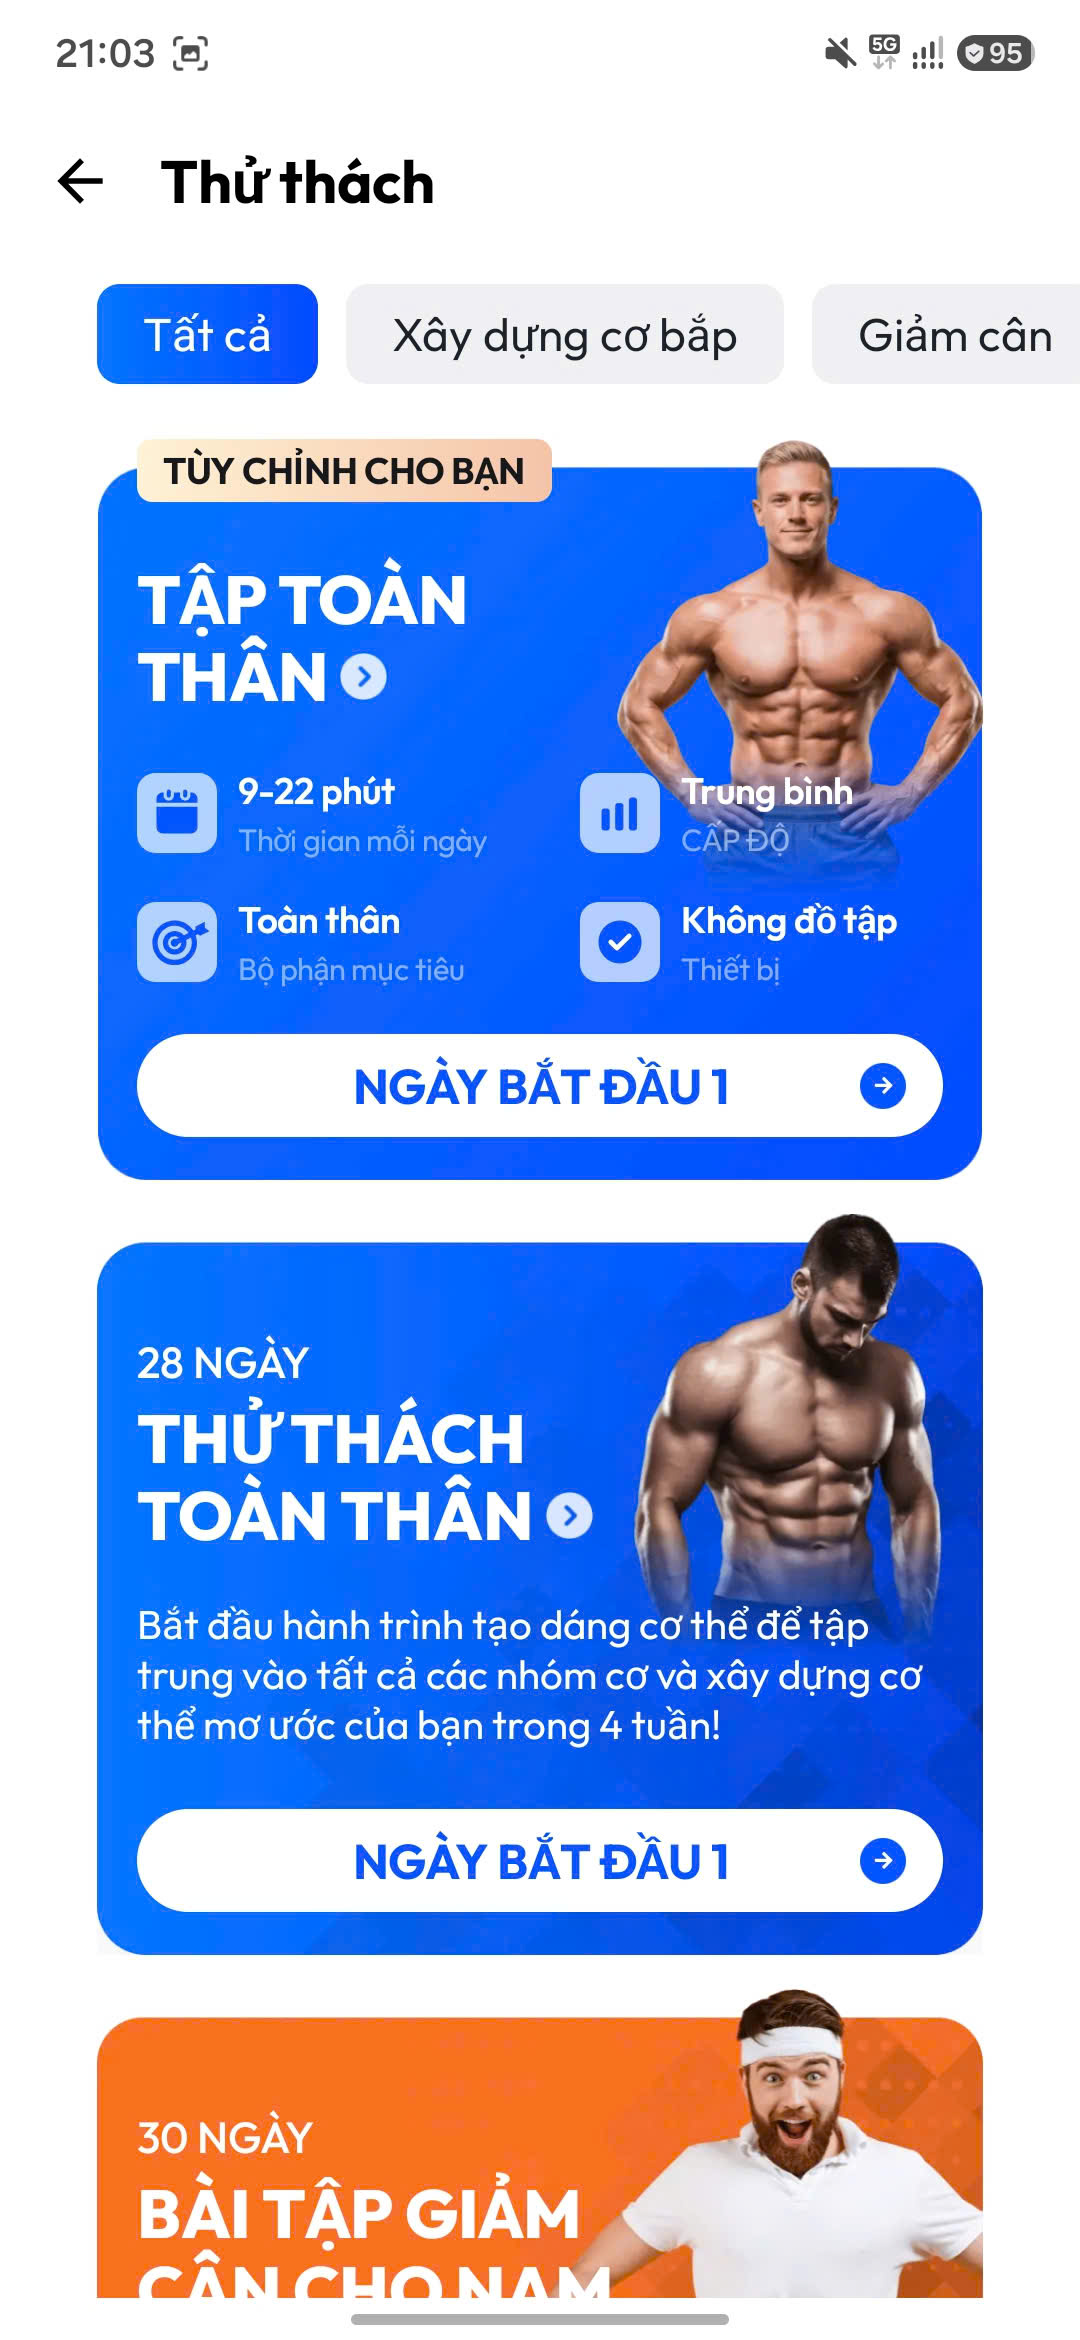 21:03
5G
95
Thử thách
Tất cả
Xây dựng cơ bắp
Giảm cân
TÙY CHỈNH CHO BẠN
TẬP TOÀN
THÂN
9-22 phút
Thời gian mỗi ngày
Trung bình
CẤP ĐỘ
Toàn thân
Bộ phận mục tiêu
Không đồ tập
Thiết bị
NGÀY BẮT ĐẦU 1
28 NGÀY
THỬ THÁCH
TOÀN THÂN
Bắt đầu hành trình tạo dáng cơ thể để tập
trung vào tất cả các nhóm cơ và xây dựng cơ
thể mơ ước của bạn trong 4 tuần!
NGÀY BẮT ĐẦU 1
30 NGÀY
BÀI TẬP GIẢM
CÂN CHO NAM